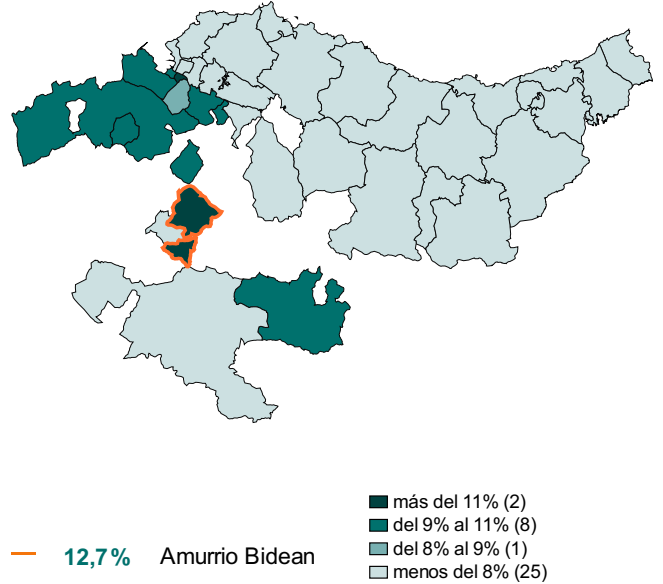 más del 11% (2)
del 9% al 11% (8)
del 8% al 9% (1)
menos del 8% (25)
12,7% Amurrio Bidean